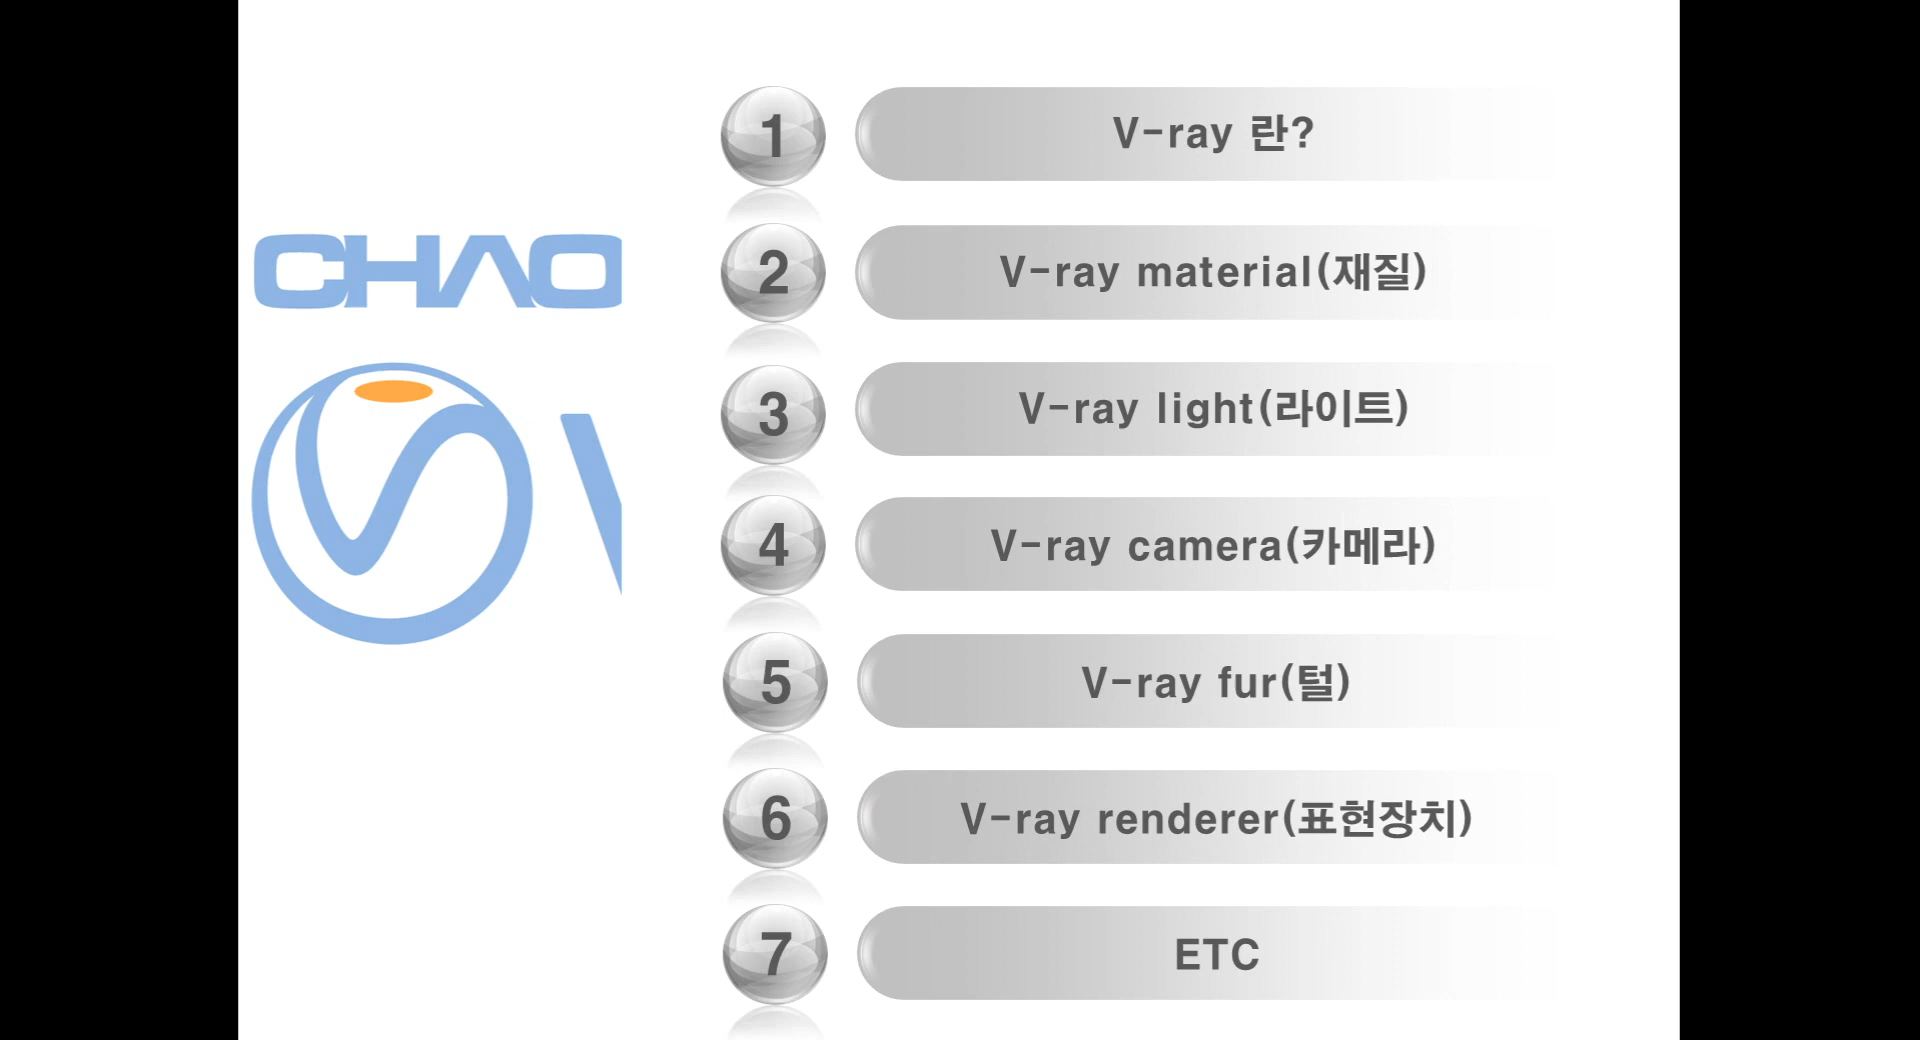 CHAO
V
1
V-ray 란?
2
V-ray material(재질)
3
V-ray light(라이트)
4
V-ray camera(카메라)
5
V-ray fur(털)
6
V-ray renderer(표현장치)
7
ETC